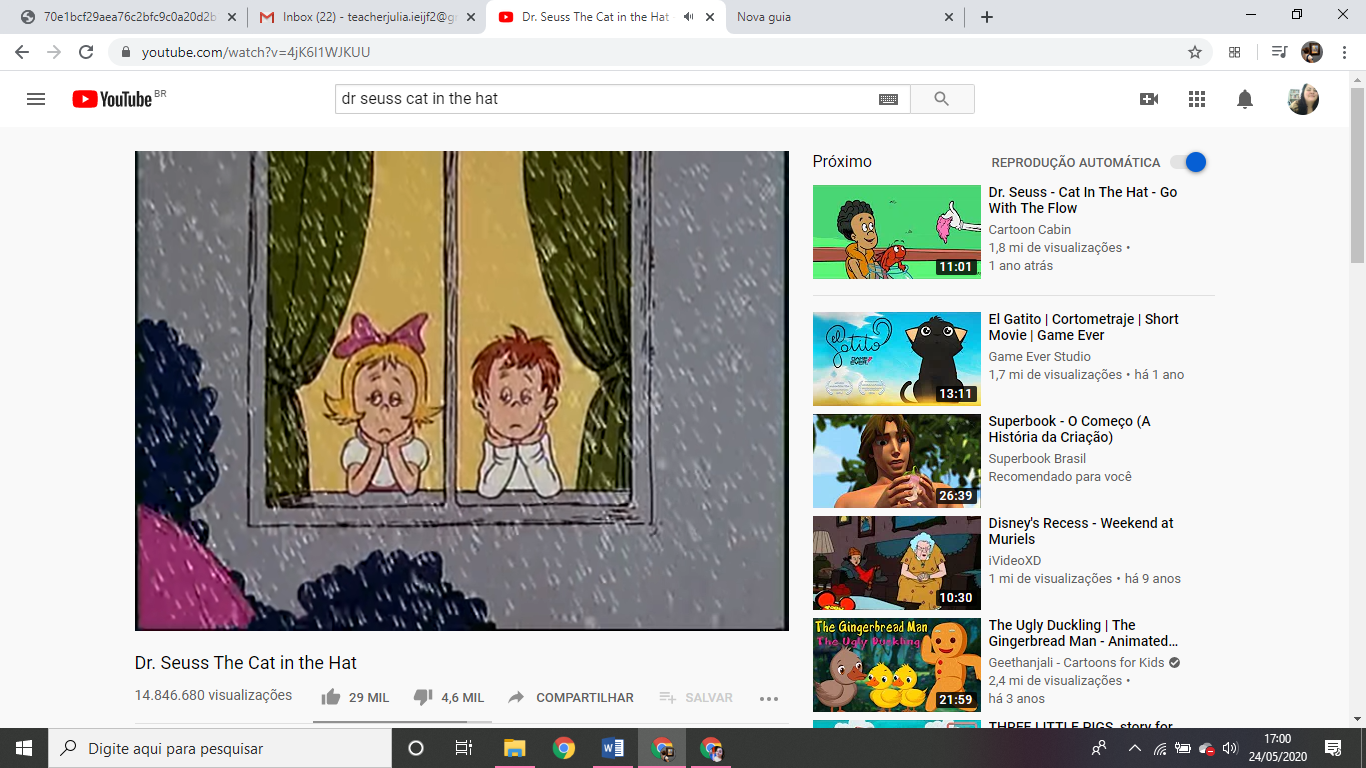 70e1bcf29aea76c2bfc9c0a20d2b
Inbox (22) - teacherjulia.ieijf2@g
Dr. Seuss The Cat in the Hat
Nova guia
youtube.com/watch?v=4jK6I1WJKUU
YouTube BR
dr seuss cat in the hat
Próximo
REPRODUÇÃO AUTOMÁTICA
Dr. Seuss - Cat In The Hat - Go
With The Flow
Cartoon Cabin
1,8 mi de visualizações •
1 ano atrás
11:01
El Gatito | Cortometraje | Short
Movie | Game Ever
Game Ever Studio
1,7 mi de visualizações • há 1 ano
el Gatito
13:11
Superbook - O Começo (A
História da Criação)
Superbook Brasil
Recomendado para você
26:39
Disney's Recess - Weekend at
Muriels
iVideoXD
1 mi de visualizações • há 9 anos
10:30
The Gingerbread Man
The Ugly Duckling
The Ugly Duckling | The
Gingerbread Man - Animated...
Geethanjali - Cartoons for Kids
2,4 mi de visualizações •
há 3 anos
21:59
THREE LITTLE PIGS story for
Dr. Seuss The Cat in the Hat
14.846.680 visualizações
29 MIL
4,6 MIL
COMPARTILHAR
SALVAR
Digite aqui para pesquisar
17:00
24/05/2020